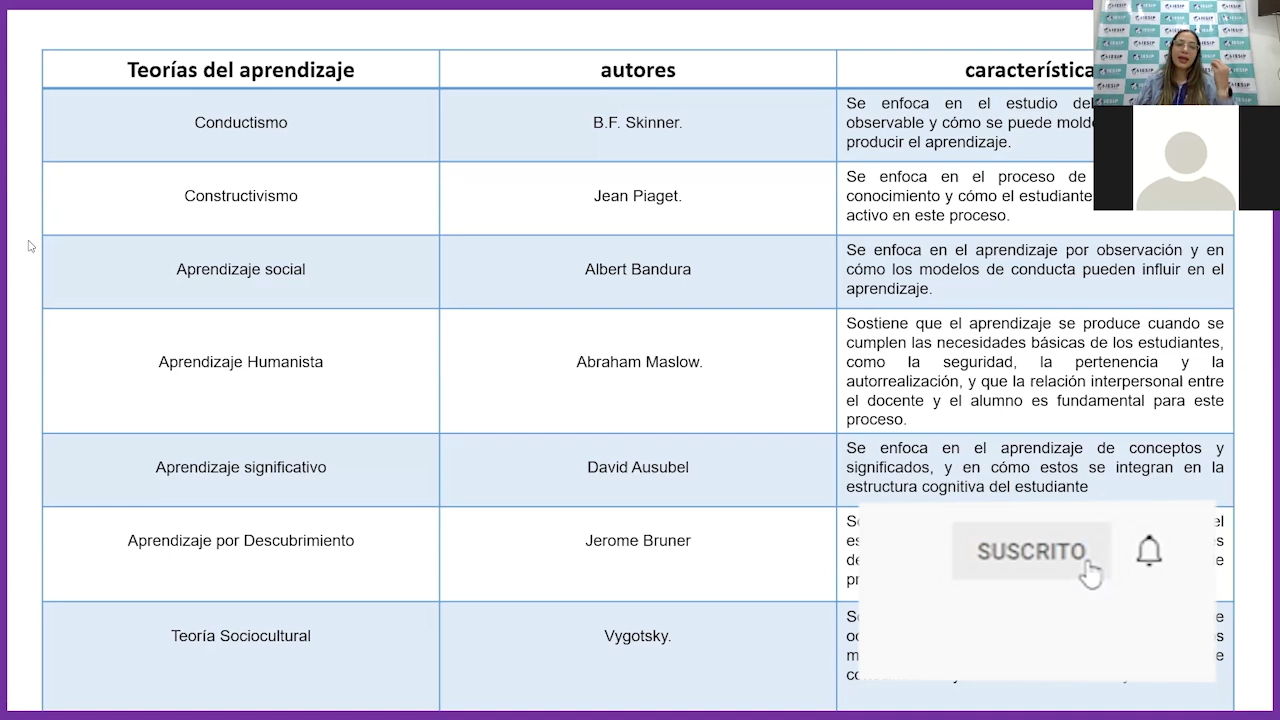 Teorías del aprendizaje
autores
Conductismo
B.F. Skinner.
Se enfoca en el estudio
observable y cómo se puede
producir el aprendizaje.
Constructivismo
Jean Piaget.
Se enfoca en el proceso de
conocimiento y cómo el estudiante
activo en este proceso.
Aprendizaje social
Albert Bandura
Se enfoca en el aprendizaje por observación y en
cómo los modelos de conducta pueden influir en el
aprendizaje.
Aprendizaje Humanista
Abraham Maslow.
Sostiene que el aprendizaje se produce cuando se
cumplen las necesidades básicas de los estudiantes,
como la seguridad, la pertenencia y la
autorrealización, y que la relación interpersonal entre
el docente y el alumno es fundamental para este
proceso.
Aprendizaje significativo
David Ausubel
Se enfoca en el aprendizaje de conceptos y
significados, y en cómo estos se integran en la
estructura cognitiva del estudiante
Aprendizaje por Descubrimiento
Jerome Bruner
Teoría Sociocultural
Vygotsky.
SUSCRITO